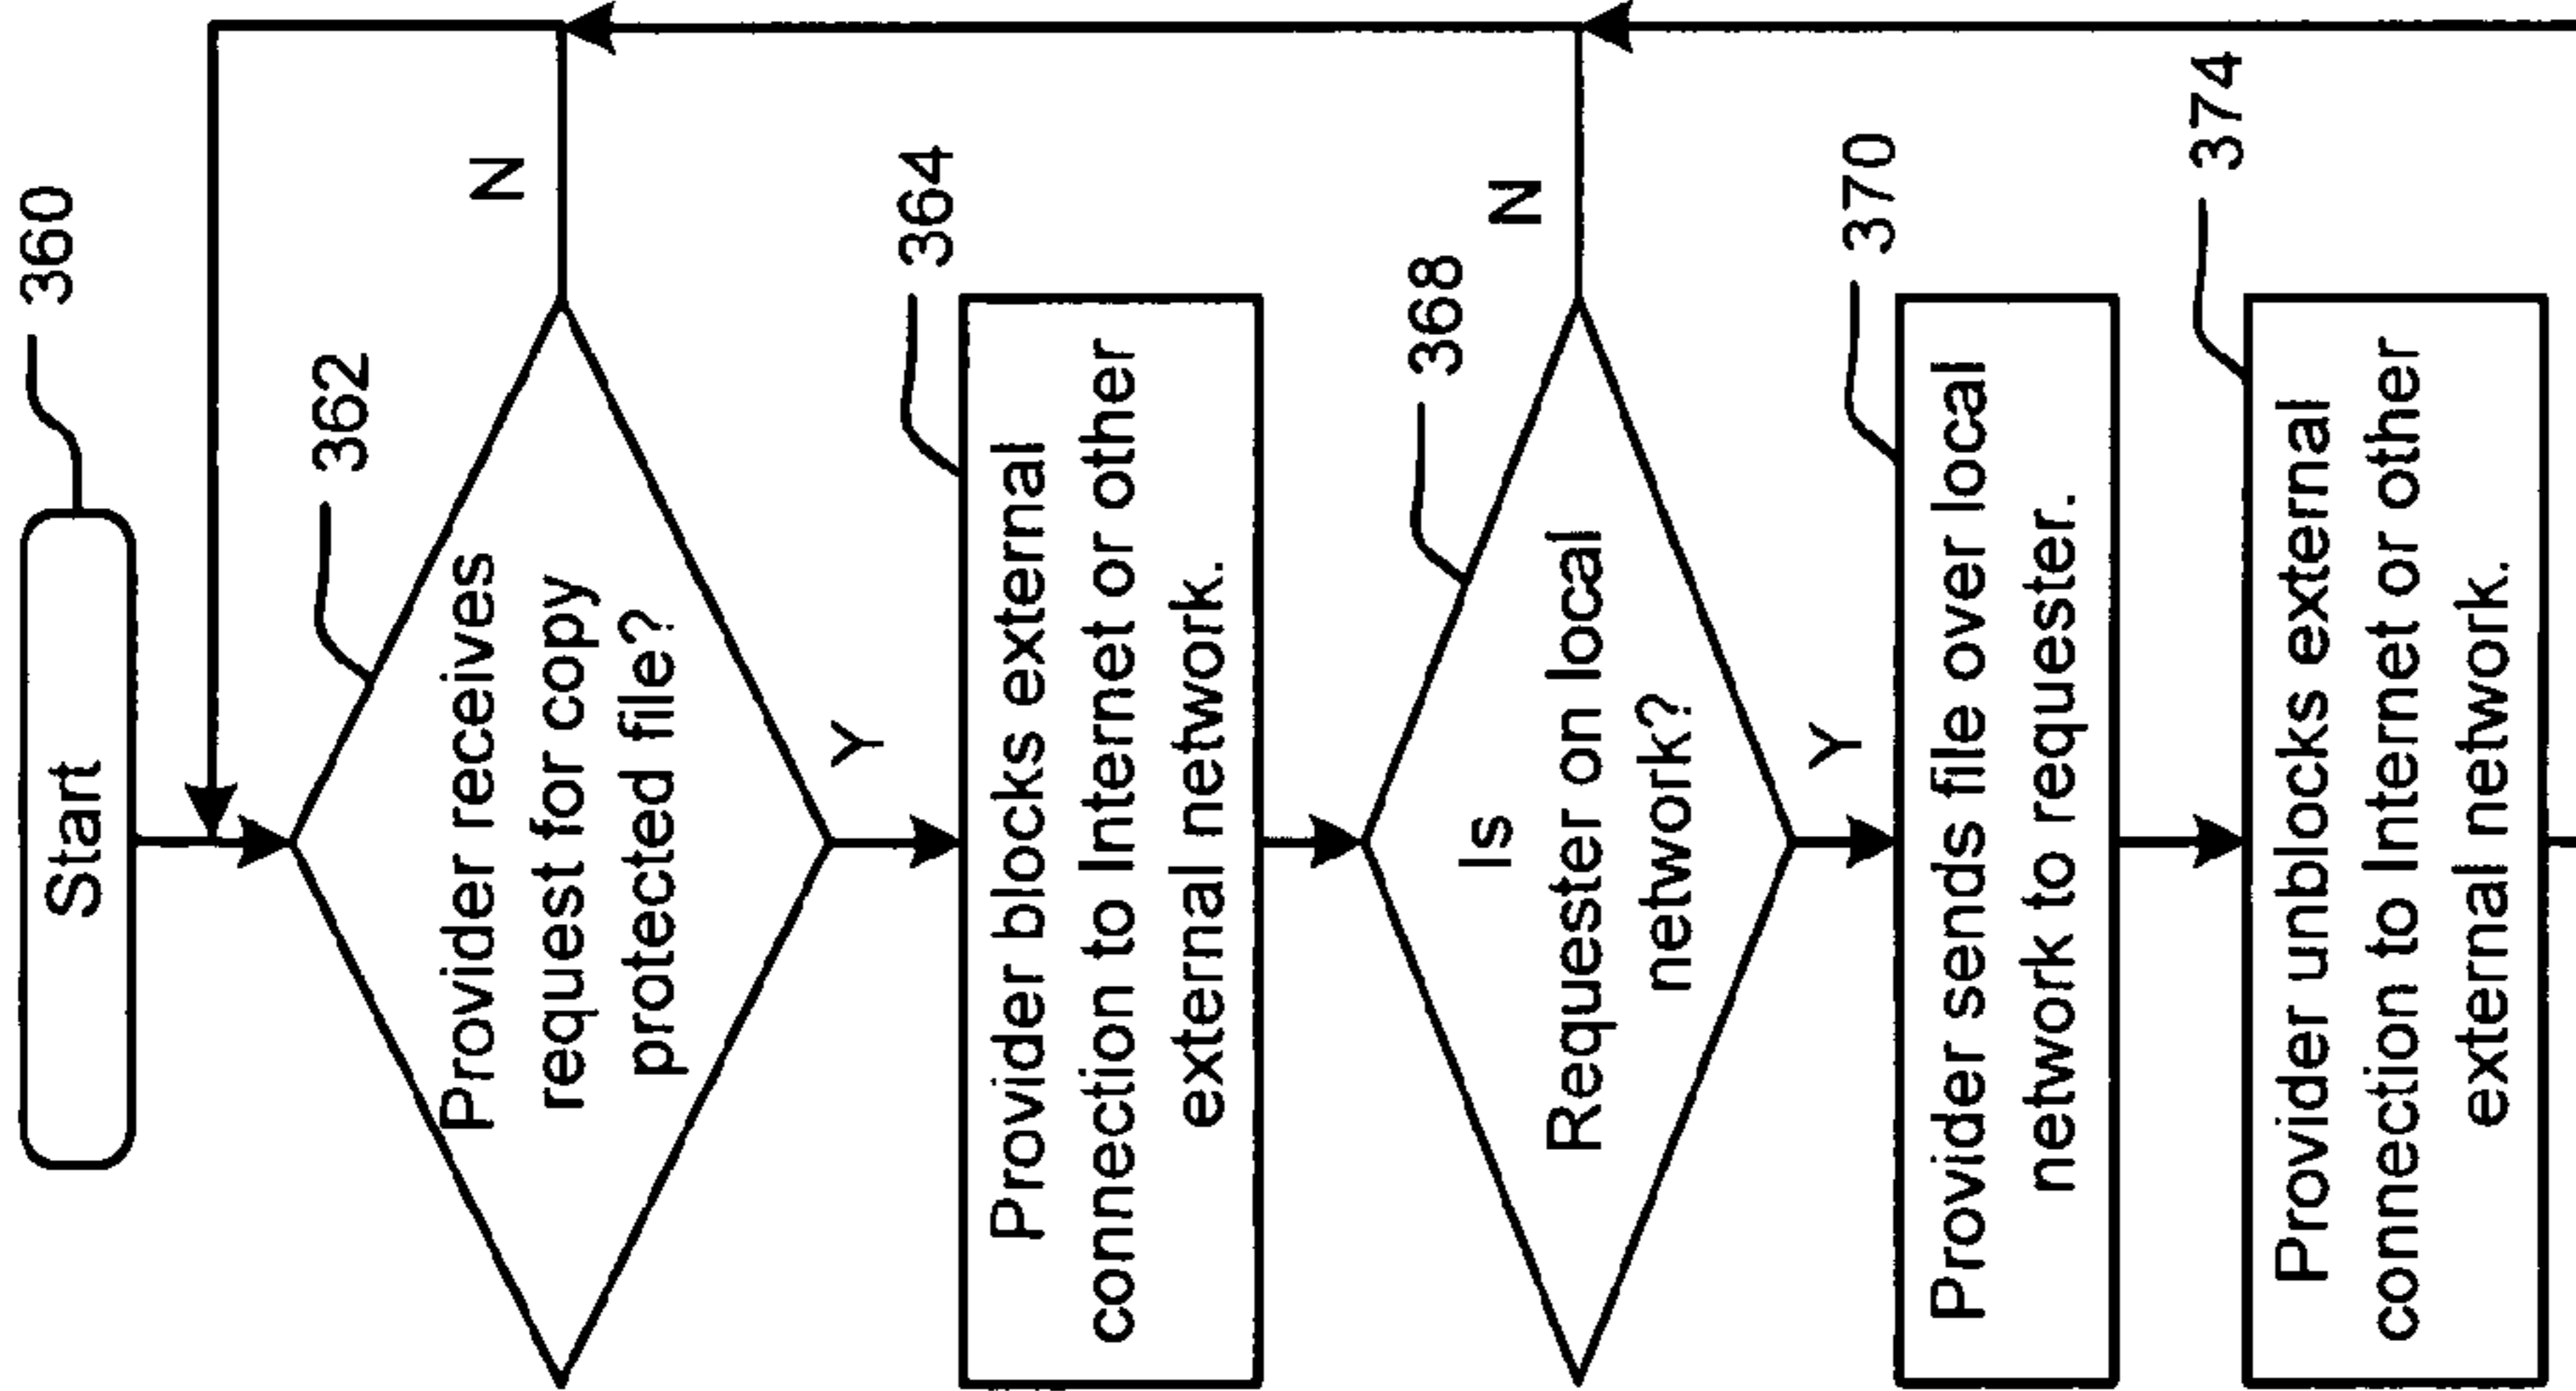 Start
360
Provider receives
request for copy
protected file?
362
N
Y
364
Provider blocks external
connection to Internet or other
external network.
368
Is
Requester on local
network?
N
Y
370
Provider sends file over local
network to requester.
374
Provider unblocks external
connection to Internet or other
external network.